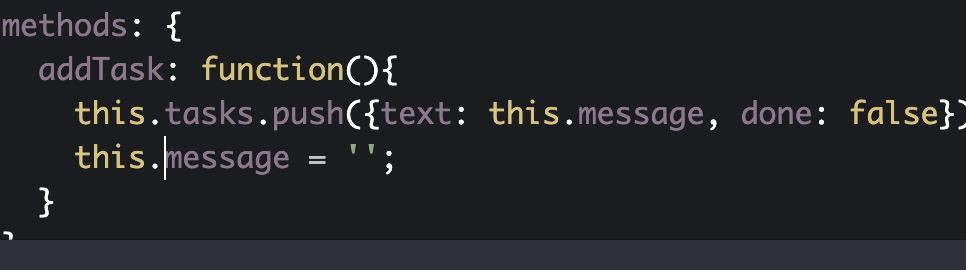 methods: {
addTask: function(){
this.tasks.push({text: this.message, done: false})
this.message = '';
}
}